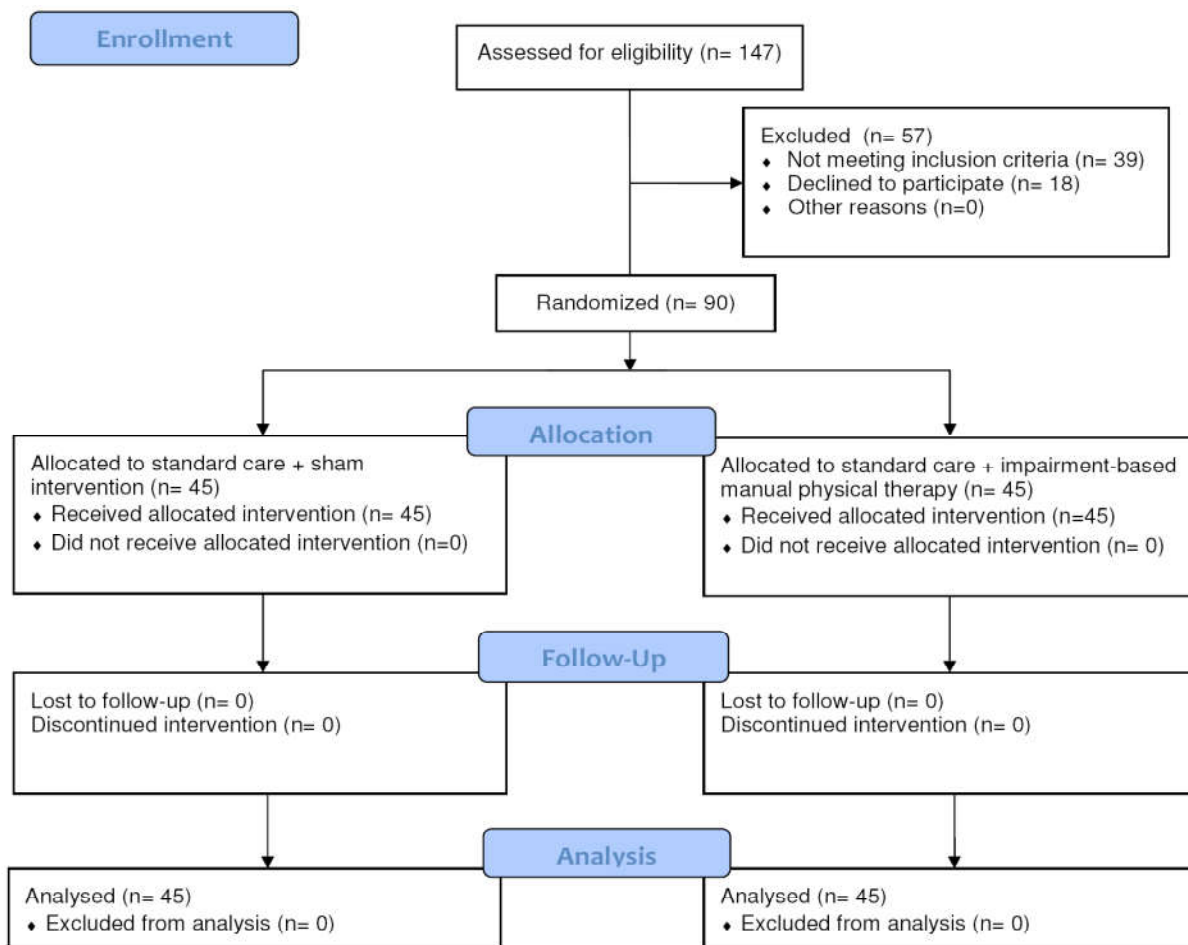 Enrollment
Assessed for eligibility (n= 147)
Excluded (n= 57)
♦ Not meeting inclusion criteria (n= 39)
♦ Declined to participate (n= 18)
♦ Other reasons (n=0)
Randomized (n= 90)
Allocation
Allocated to standard care + sham
intervention (n= 45)
♦ Received allocated intervention (n= 45)
♦ Did not receive allocated intervention (n=0)
Allocated to standard care + impairment-based
manual physical therapy (n= 45)
♦ Received allocated intervention (n=45)
♦ Did not receive allocated intervention (n= 0)
Follow-Up
Lost to follow-up (n= 0)
Discontinued intervention (n= 0)
Lost to follow-up (n= 0)
Discontinued intervention (n= 0)
Analysis
Analysed (n= 45)
♦ Excluded from analysis (n= 0)
Analysed (n= 45)
♦ Excluded from analysis (n= 0)